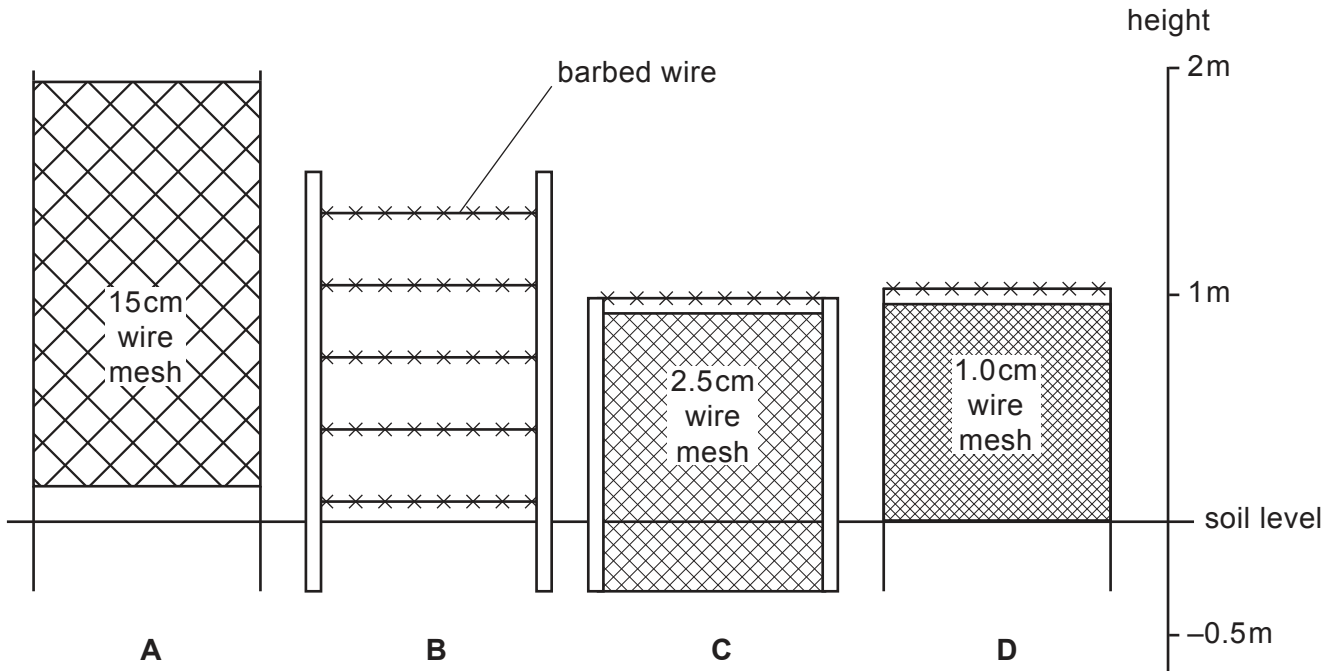 height
2m
barbed wire
15cm
wire
mesh
1m
2.5cm
wire
mesh
1.0cm
wire
mesh
soil level
–0.5m
A
B
C
D